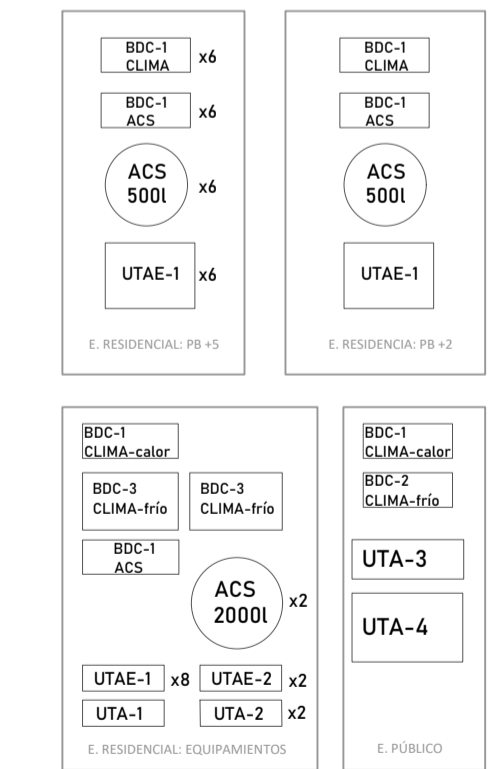 BDC-1
CLIMA
x6
BDC-1
ACS
x6
ACS
500l
x6
UTAE-1 x6
E. RESIDENCIAL: PB +5
BDC-1
CLIMA
BDC-1
ACS
ACS
500l
UTAE-1
E. RESIDENCIA: PB +2
BDC-1
CLIMA-calor
BDC-3
CLIMA-frío
BDC-3
CLIMA-frío
BDC-1
ACS
ACS
2000l
x2
UTAE-1 x8 UTAE-2 x2
UTA-1 UTA-2 x2
E. RESIDENCIAL: EQUIPAMIENTOS
BDC-1
CLIMA-calor
BDC-2
CLIMA-frío
UTA-3
UTA-4
E. PÚBLICO